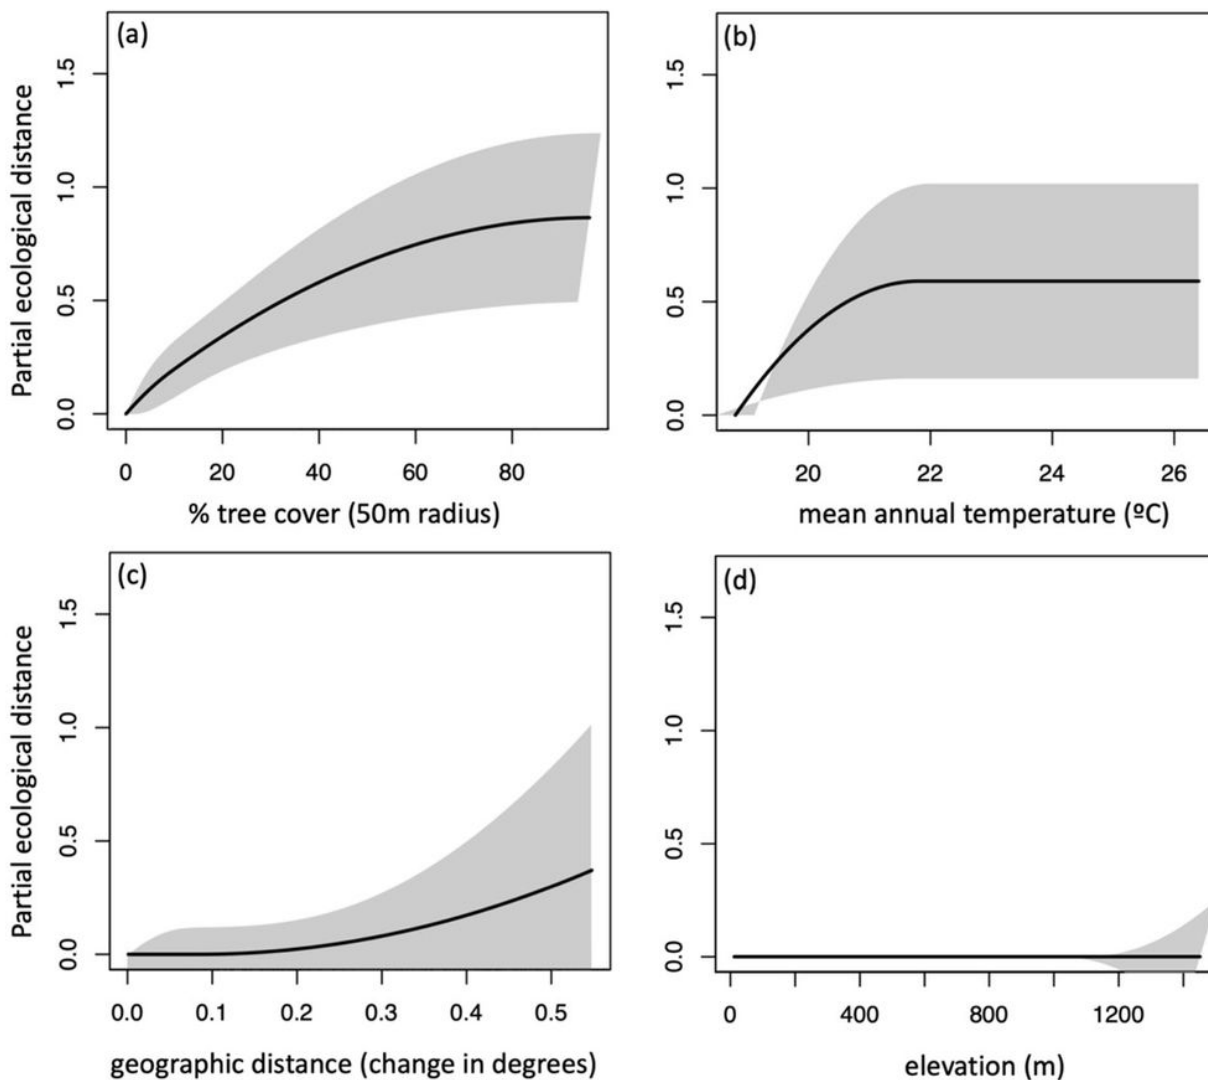 (a)
Partial ecological distance
1.5
1.0
0.5
0.0
0 20 40 60 80
% tree cover (50m radius)
(b)
1.5
1.0
0.5
0.0
20 22 24 26
mean annual temperature (ºC)
(c)
Partial ecological distance
1.5
1.0
0.5
0.0
0.0 0.1 0.2 0.3 0.4 0.5
geographic distance (change in degrees)
(d)
1.5
1.0
0.5
0.0
0 400 800 1200
elevation (m)